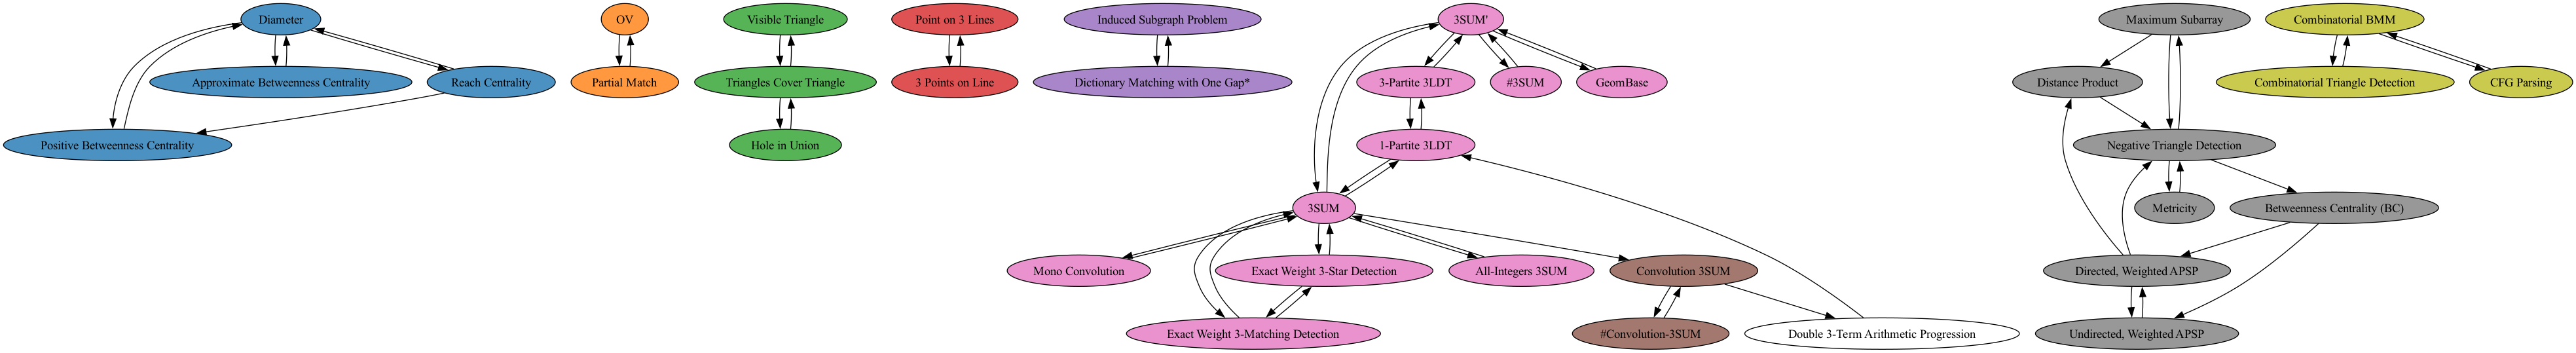 Diameter
OV
Visible Triangle
Point on 3 Lines
Induced Subgraph Problem
3SUM'
Maximum Subarray
Combinatorial BMM
Approximate Betweenness Centrality
Reach Centrality
Partial Match
Triangles Cover Triangle
3 Points on Line
Dictionary Matching with One Gap*
3-Partite 3LDT
#3SUM
GeomBase
Distance Product
Combinatorial Triangle Detection
CFG Parsing
Positive Betweenness Centrality
Hole in Union
1-Partite 3LDT
Negative Triangle Detection
3SUM
Metricity
Betweenness Centrality (BC)
Mono Convolution
Exact Weight 3-Star Detection
All-Integers 3SUM
Convolution 3SUM
Directed, Weighted APSP
Exact Weight 3-Matching Detection
#Convolution-3SUM
Double 3-Term Arithmetic Progression
Undirected, Weighted APSP